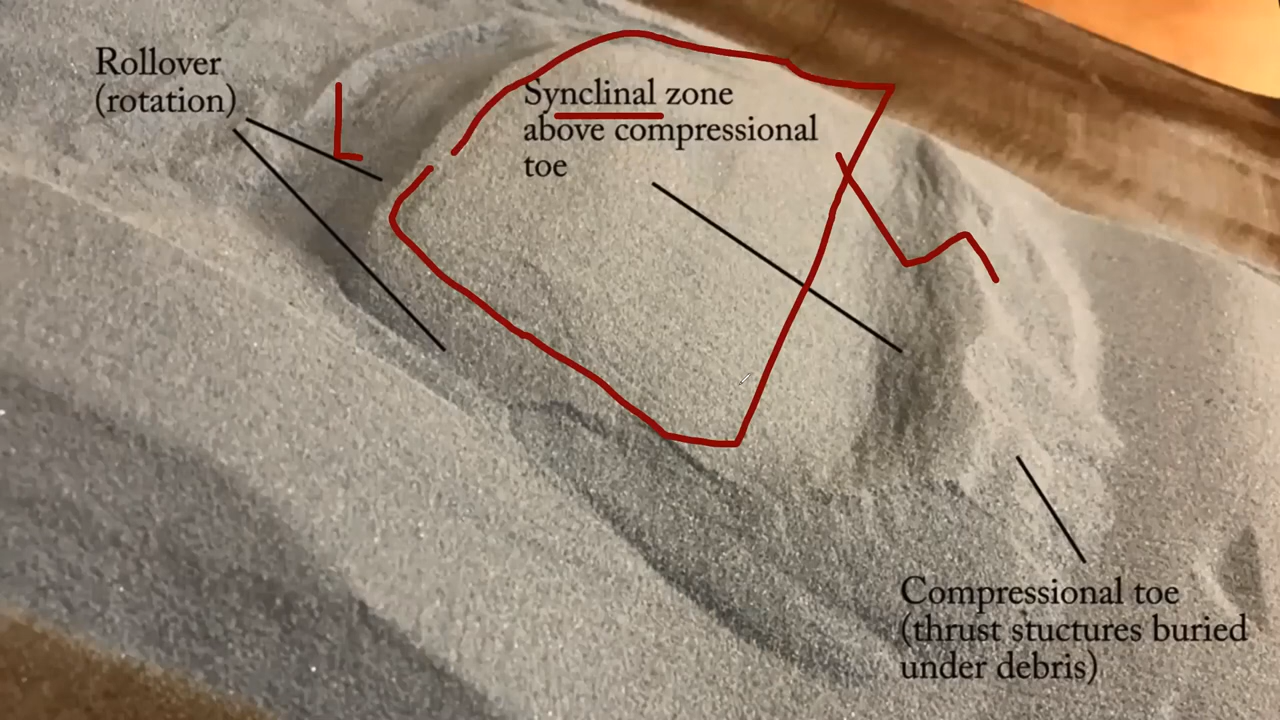 Rollover
(rotation)
Synclinal zone
above compressional
toe
Compressional toe
(thrust stuctures buried
under debris)